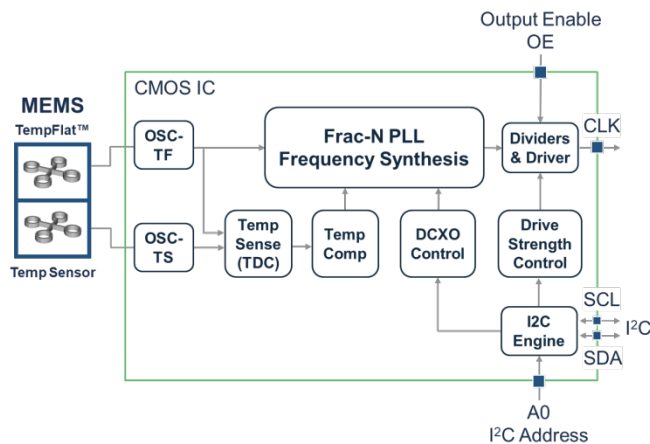 Output Enable
OE
CMOS IC
MEMS
TempFlat™
OSC-
TF
Frac-N PLL
Frequency Synthesis
Dividers
& Driver
CLK
OSC-
TS
Temp
Sense
(TDC)
Temp
Comp
DCXO
Control
Drive
Strength
Control
Temp Sensor
I2C
Engine
SCL
I²C
SDA
A0
I²C Address